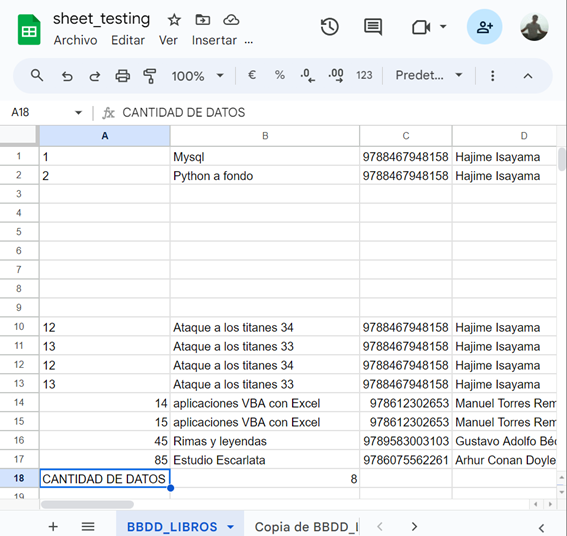 sheet_testing
Archivo Editar Ver Insertar ...
100% € % .0 .00 123 Predet...
A18 fx CANTIDAD DE DATOS
A B C D
1 1 Mysql 9788467948158 Hajime Isayama
2 2 Python a fondo 9788467948158 Hajime Isayama
3
4
5
6
7
8
9
10 12 Ataque a los titanes 34 9788467948158 Hajime Isayama
11 13 Ataque a los titanes 33 9788467948158 Hajime Isayama
12 12 Ataque a los titanes 34 9788467948158 Hajime Isayama
13 13 Ataque a los titanes 33 9788467948158 Hajime Isayama
14 14 aplicaciones VBA con Excel 978612302653 Manuel Torres Rem
15 15 aplicaciones VBA con Excel 978612302653 Manuel Torres Rem
16 45 Rimas y leyendas 9789583003103 Gustavo Adolfo Béc
17 85 Estudio Escarlata 9786075562261 Arhur Conan Doyle
18 CANTIDAD DE DATOS 8
19
BBDD_LIBROS Copia de BBDD_l